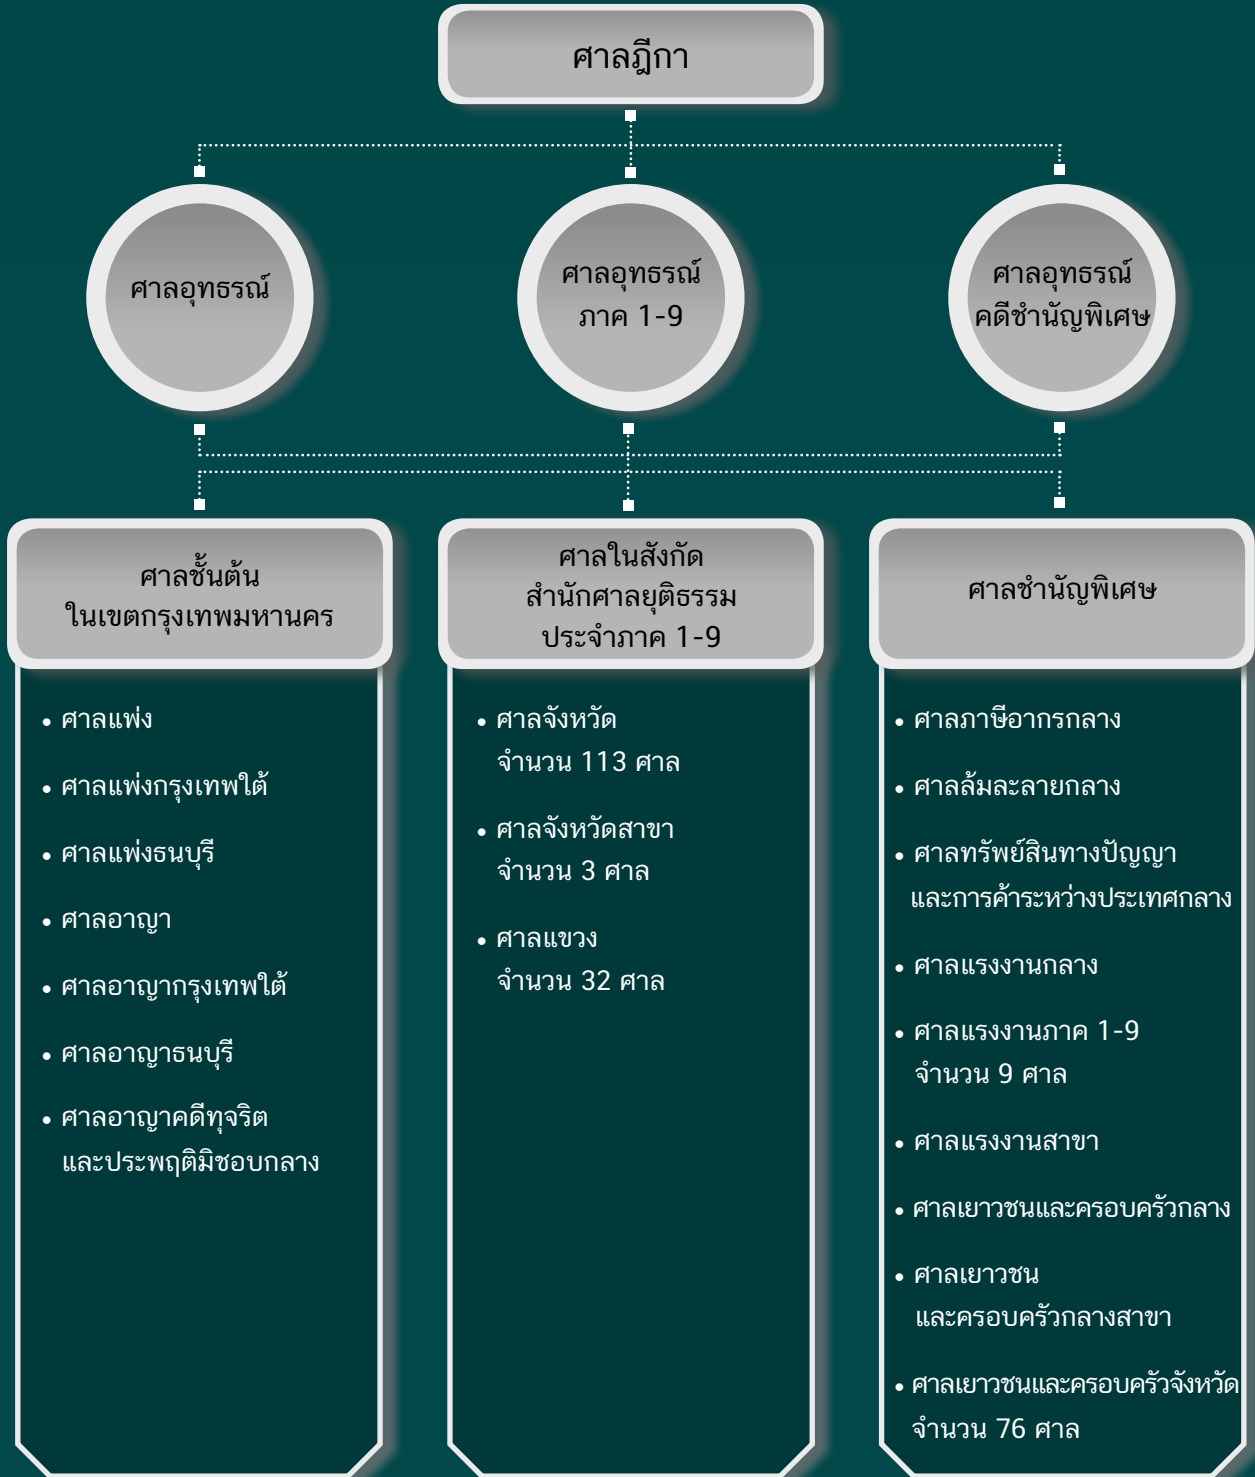 ศาลฎีกา
ศาลอุทธรณ์
ศาลอุทธรณ์
ภาค 1-9
ศาลอุทธรณ์
คดีชำนัญพิเศษ
ศาลชั้นต้น
ในเขตกรุงเทพมหานคร
• ศาลแพ่ง
• ศาลแพ่งกรุงเทพใต้
• ศาลแพ่งธนบุรี
• ศาลอาญา
• ศาลอาญากรุงเทพใต้
• ศาลอาญาธนบุรี
• ศาลอาญาคดีทุจริต
และประพฤติมิชอบกลาง
ศาลในสังกัด
สำนักศาลยุติธรรม
ประจำภาค 1-9
• ศาลจังหวัด
จำนวน 113 ศาล
• ศาลจังหวัดสาขา
จำนวน 3 ศาล
• ศาลแขวง
จำนวน 32 ศาล
ศาลชำนัญพิเศษ
• ศาลภาษีอากรกลาง
• ศาลล้มละลายกลาง
• ศาลทรัพย์สินทางปัญญา
และการค้าระหว่างประเทศกลาง
• ศาลแรงงานกลาง
• ศาลแรงงานภาค 1-9
จำนวน 9 ศาล
• ศาลแรงงานสาขา
• ศาลเยาวชนและครอบครัวกลาง
• ศาลเยาวชน
และครอบครัวกลางสาขา
• ศาลเยาวชนและครอบครัวจังหวัด
จำนวน 76 ศาล